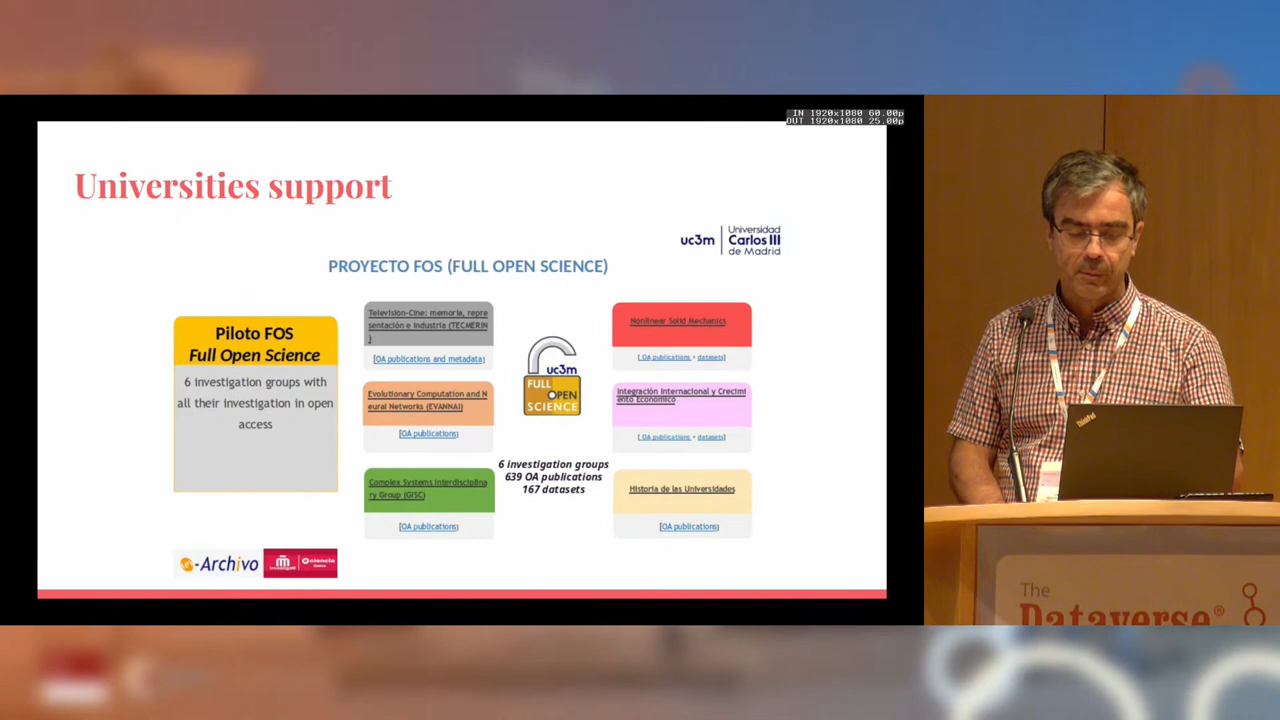 IN 1920x1080 60.00p
OUT 1920x1080 25.00p
Universities support
uc3m
Universidad
Carlos III
de Madrid
PROYECTO FOS (FULL OPEN SCIENCE)
Piloto FOS
Full Open Science
6 investigation groups with
all their investigation in open
access
Televisión-Cine: memoria, repre
sentación e industria (TECMERIN
)
[OA publications and metadata]
Evolutionary Computation and N
eural Networks (EVANNAI)
[OA publications]
Complex Systems Interdisciplina
ry Group (GISC)
[OA publications]
uc3m
FULL
OPEN
SCIENCE
6 investigation groups
639 OA publications
167 datasets
Nonlinear Solid Mechanics
[ OA publications + datasets]
Integración Internacional y Crecimi
ento Económico
[ OA publications + datasets]
Historia de las Universidades
[OA publications]
e-Archivo
ThinkPad
The
Dataverse®